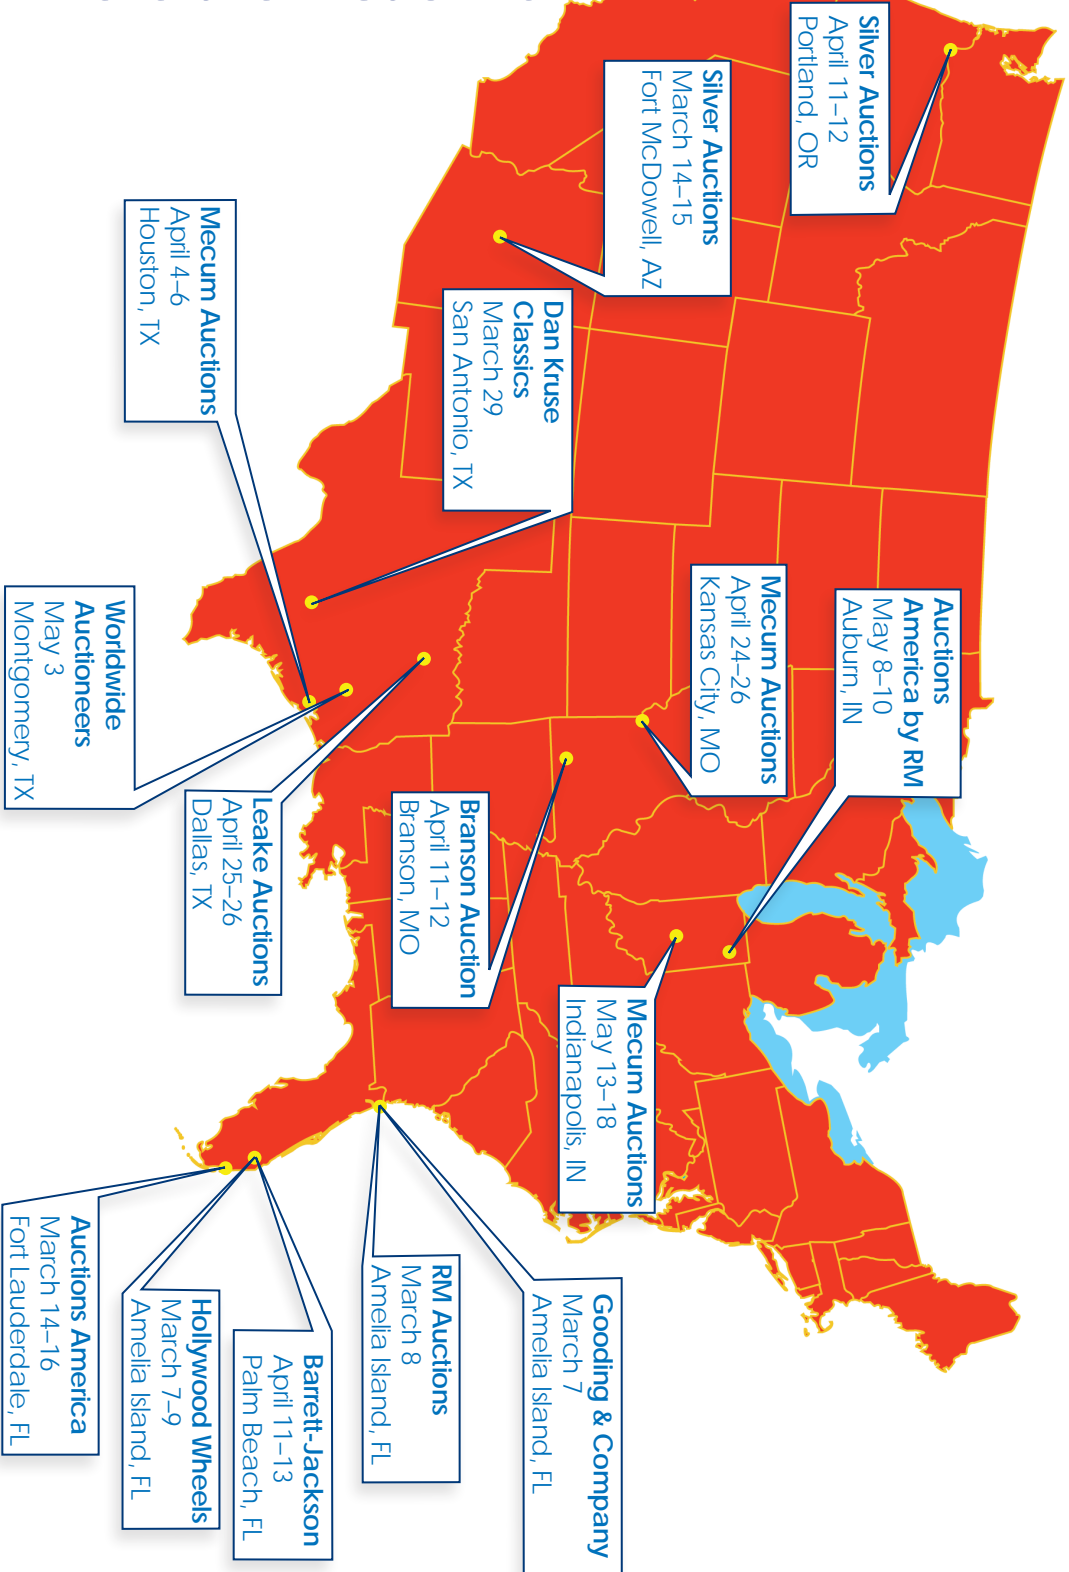 Silver Auctions
April 11–12
Portland, OR
Silver Auctions
March 14–15
Fort McDowell, AZ
Dan Kruse
Classics
March 29
San Antonio, TX
Mecum Auctions
April 4–6
Houston, TX
Auctions
America by RM
May 8–10
Auburn, IN
Mecum Auctions
April 24–26
Kansas City, MO
Worldwide
Auctioneers
May 3
Montgomery, TX
Leake Auctions
April 25–26
Dallas, TX
Branson Auction
April 11–12
Branson, MO
Mecum Auctions
May 13–18
Indianapolis, IN
Gooding & Company
March 7
Amelia Island, FL
RM Auctions
March 8
Amelia Island, FL
Barrett-Jackson
April 11–13
Palm Beach, FL
Hollywood Wheels
March 7–9
Amelia Island, FL
Auctions America
March 14–16
Fort Lauderdale, FL